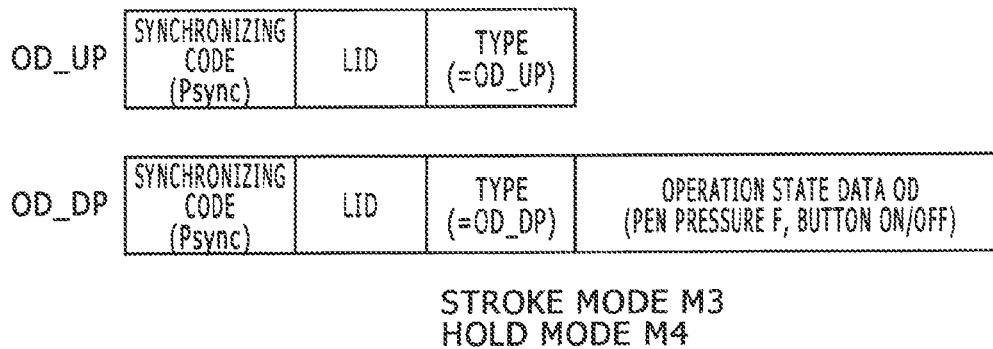 OD_UP
SYNCHRONIZING
CODE
(Psync)
LID
TYPE
(=OD_UP)
OD_DP
SYNCHRONIZING
CODE
(Psync)
LID
TYPE
(=OD_DP)
OPERATION STATE DATA OD
(PEN PRESSURE F, BUTTON ON/OFF)
STROKE MODE M3
HOLD MODE M4